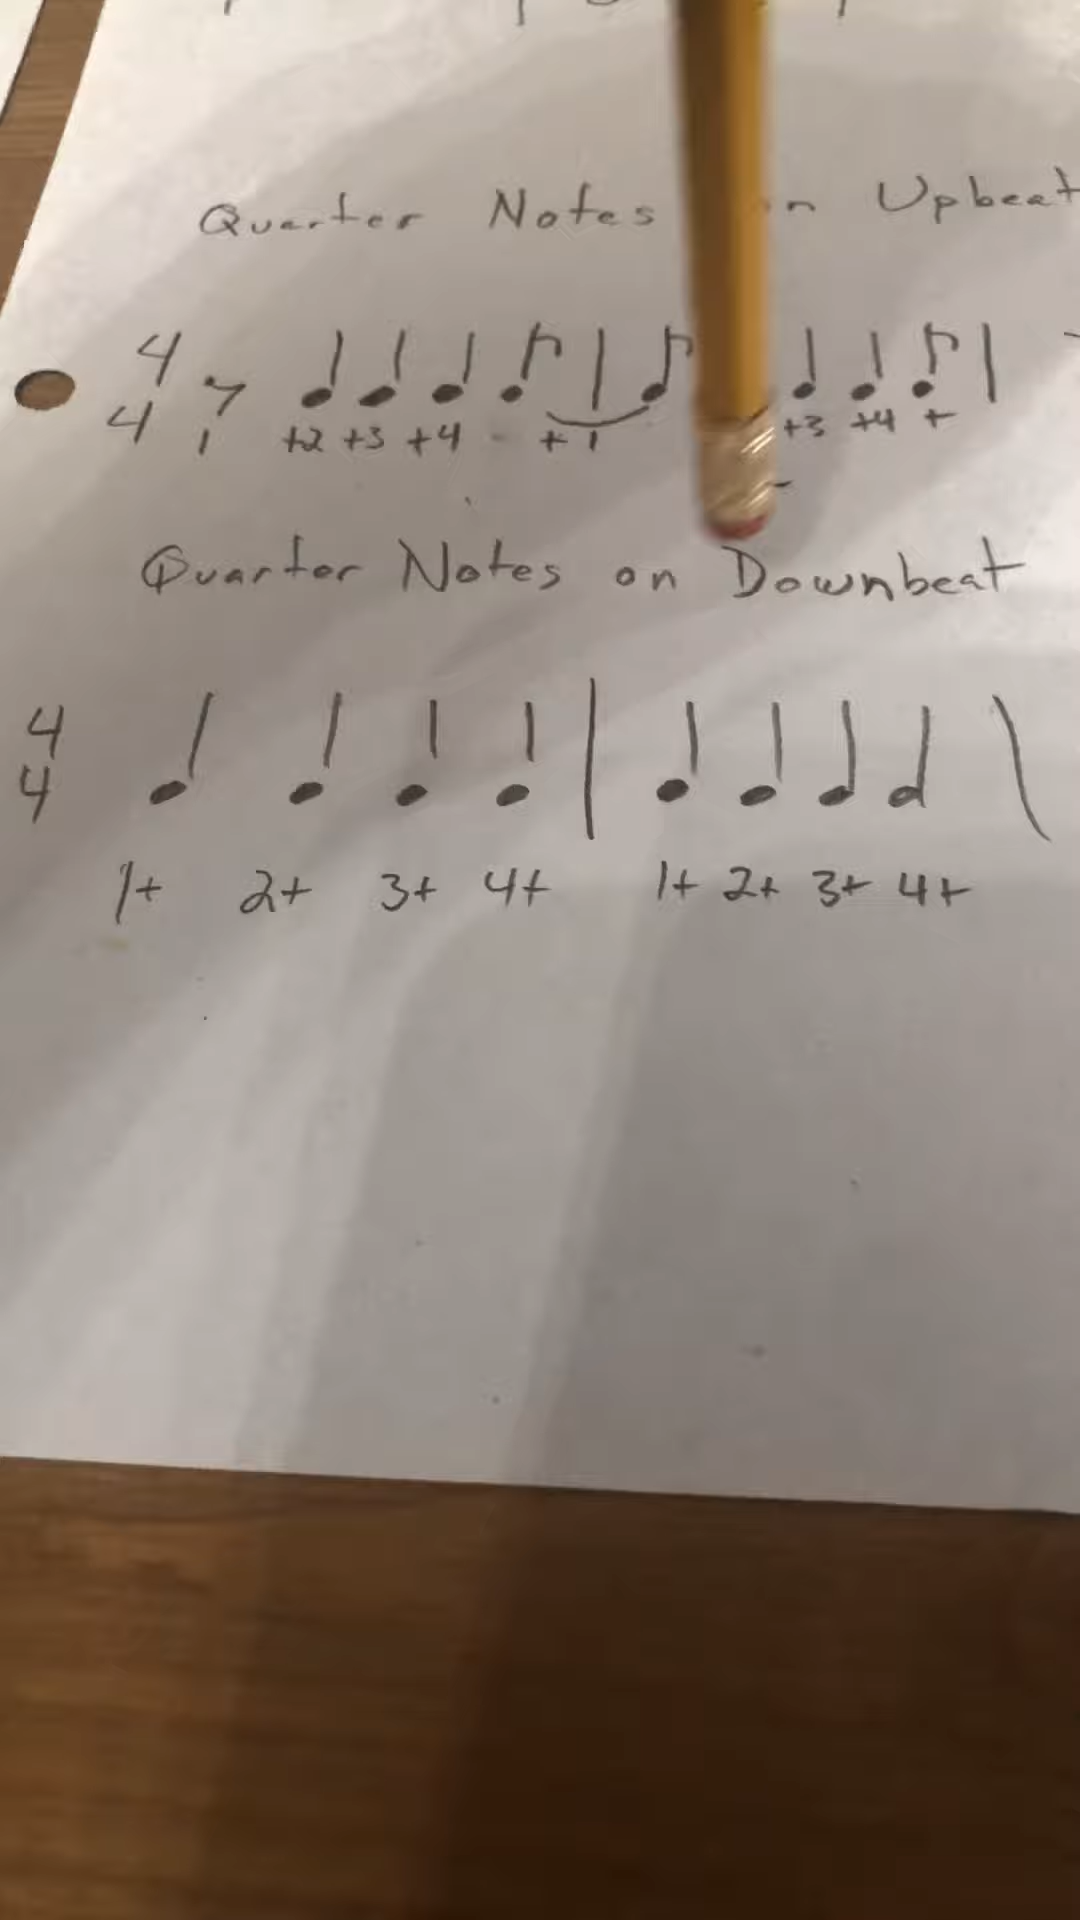 Quarter Notes Upbeat
4
4 1 +2 +3 +4 + 1 +3 +4 +
Quarter Notes on Downbeat
4
4
1+ 2+ 3+ 4+ 1+ 2+ 3+ 4+